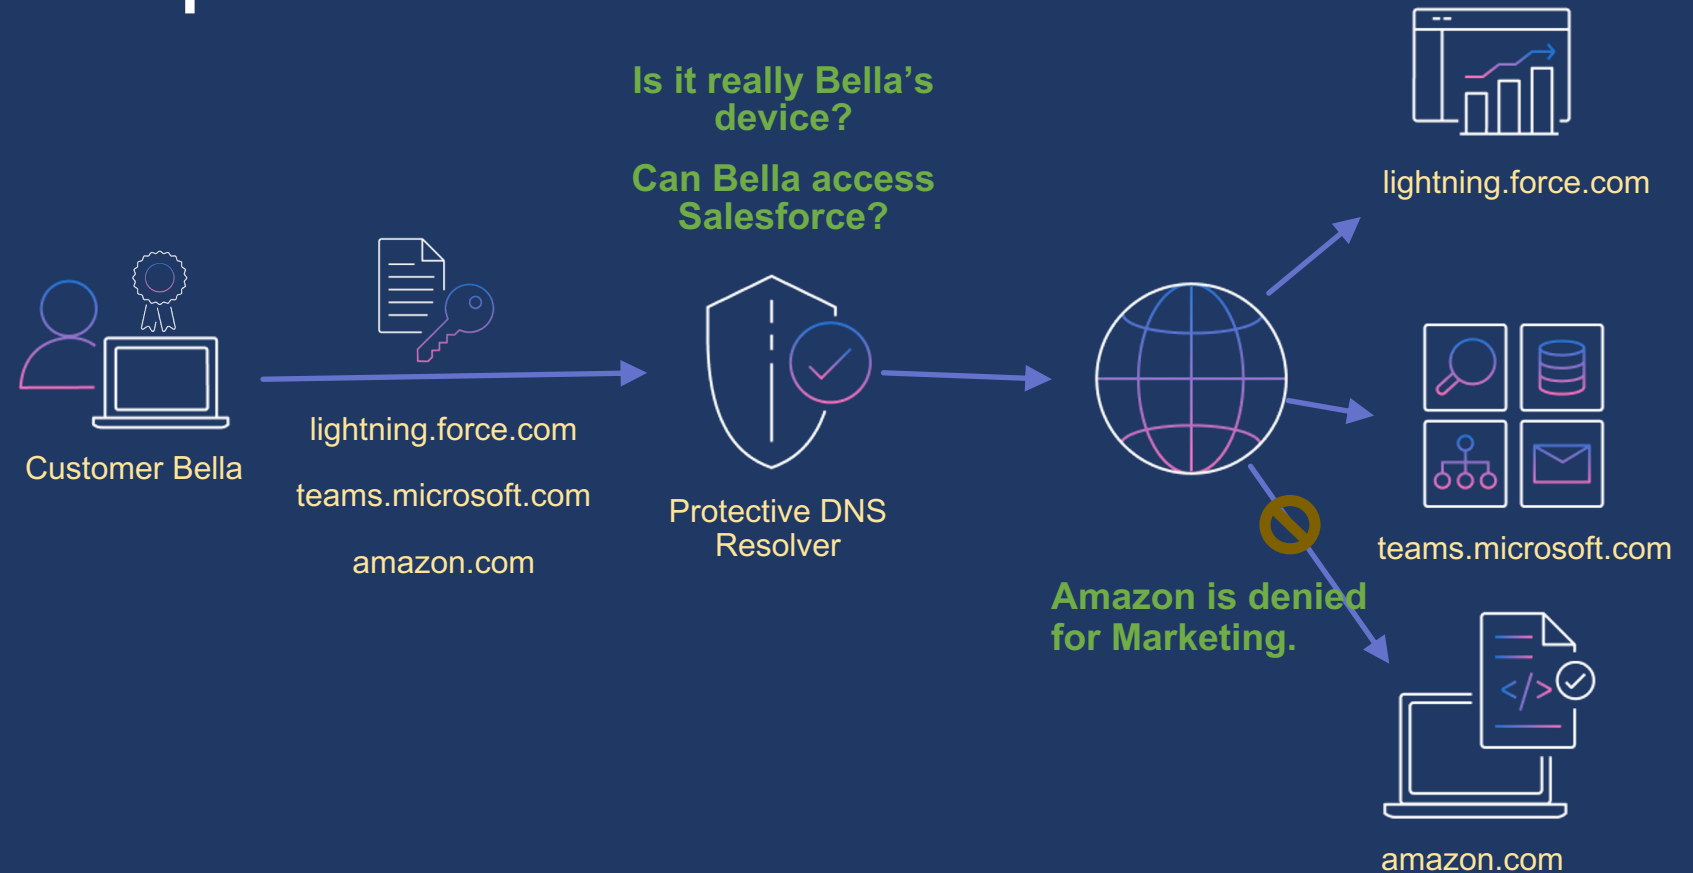 Is it really Bella's
device?
Can Bella access
Salesforce?
lightning.force.com
Customer Bella
lightning.force.com
teams.microsoft.com
amazon.com
Protective DNS
Resolver
teams.microsoft.com
Amazon is denied
for Marketing.
</>
amazon.com